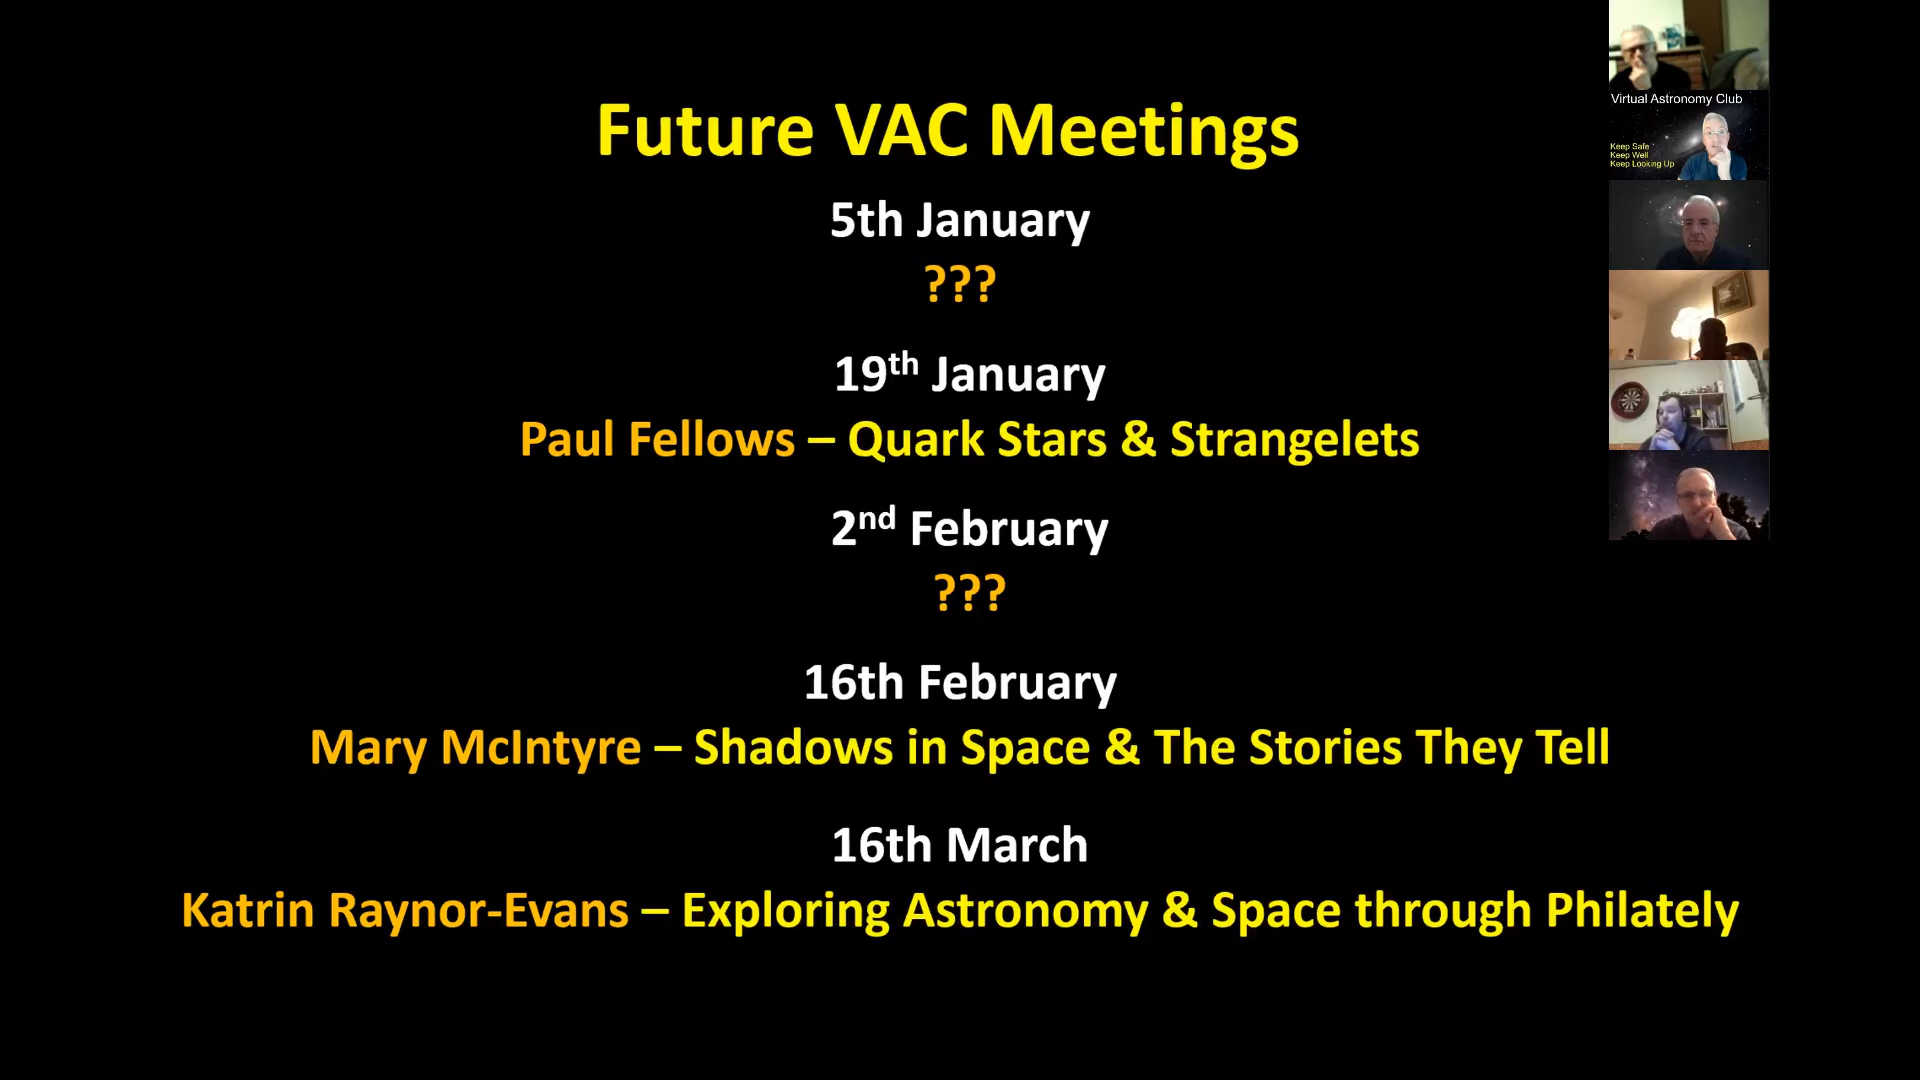 Future VAC Meetings
5th January
???
19th January
Paul Fellows – Quark Stars & Strangelets
2nd February
???
16th February
Mary McIntyre – Shadows in Space & The Stories They Tell
16th March
Katrin Raynor-Evans – Exploring Astronomy & Space through Philately
Virtual Astronomy Club
Keep Safe
Keep Well
Keep Looking Up